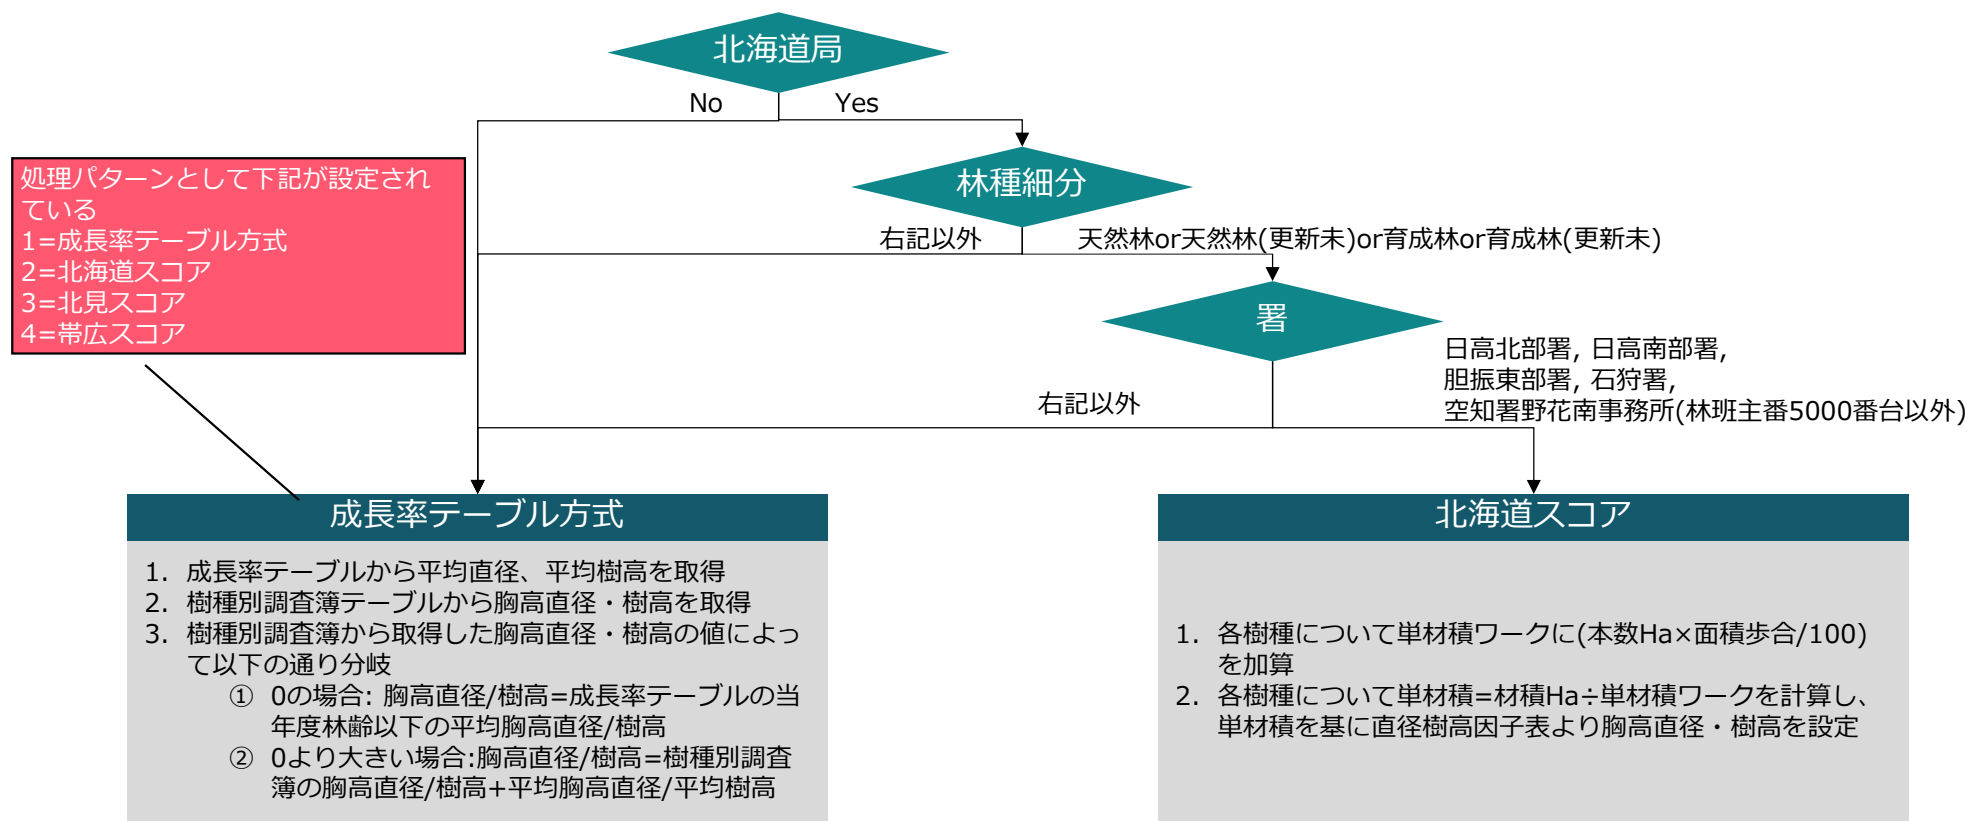 北海道局
No
Yes
処理パターンとして下記が設定され
ている
1=成長率テーブル方式
2=北海道スコア
3=北見スコア
4=帯広スコア
林種細分
右記以外
天然林or天然林(更新未)or育成林or育成林(更新未)
署
日高北部署, 日高南部署,
胆振東部署, 石狩署,
空知署野花南事務所(林班主番5000番台以外)
右記以外
成長率テーブル方式
1. 成長率テーブルから平均直径、平均樹高を取得
2. 樹種別調査簿テーブルから胸高直径・樹高を取得
3. 樹種別調査簿から取得した胸高直径・樹高の値によっ
て以下の通り分岐
① 0の場合: 胸高直径/樹高=成長率テーブルの当
年度林齢以下の平均胸高直径/樹高
② 0より大きい場合:胸高直径/樹高=樹種別調査
簿の胸高直径/樹高+平均胸高直径/平均樹高
北海道スコア
1. 各樹種について単材積ワークに(本数Ha×面積歩合/100)
を加算
2. 各樹種について単材積=材積Ha÷単材積ワークを計算し、
単材積を基に直径樹高因子表より胸高直径・樹高を設定